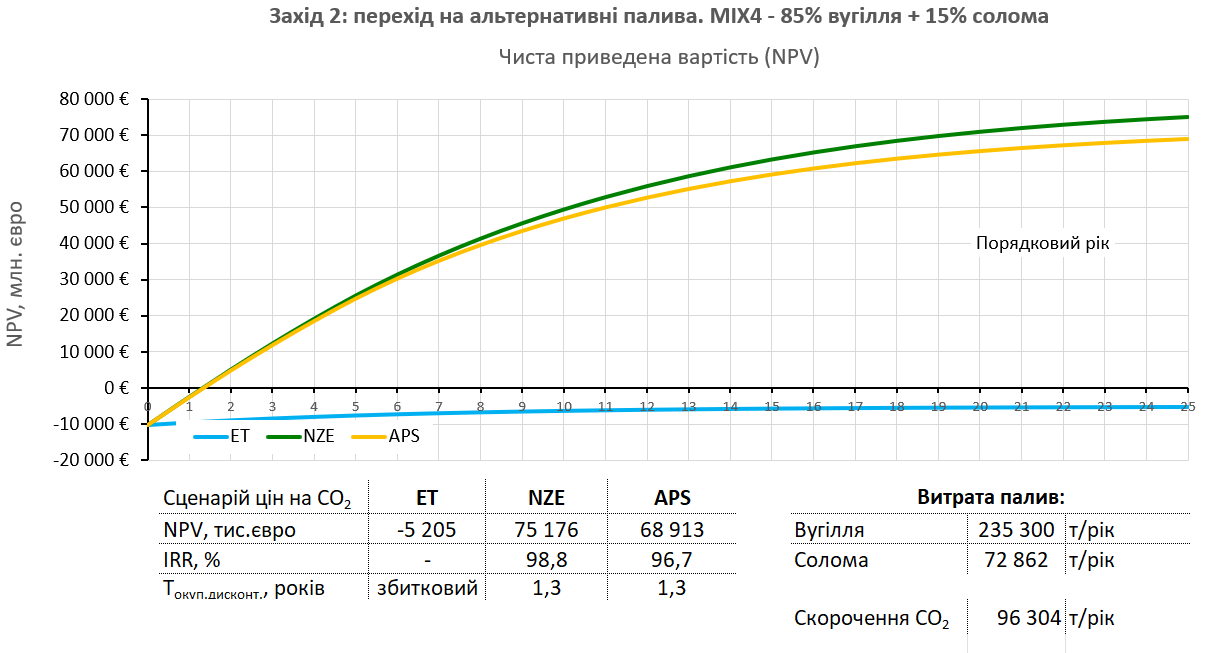 Захід 2: перехід на альтернативні палива. MIX4 - 85% вугілля + 15% солома
Чиста приведена вартість (NPV)
NPV, млн. євро
80 000 €
70 000 €
60 000 €
50 000 €
40 000 €
30 000 €
20 000 €
10 000 €
0 €
-10 000 €
-20 000 €
Порядковий рік
0 1 2 3 4 5 6 7 8 9 10 11 12 13 14 15 16 17 18 19 20 21 22 23 24 25
ET NZE APS
Сценарій цін на CO₂ ET NZE APS
NPV, тис.євро -5 205 75 176 68 913
IRR, % - 98,8 96,7
Tокуп.дисконт., років збитковий 1,3 1,3
Витрата палив:
Вугілля 235 300 т/рік
Солома 72 862 т/рік
Скорочення CO₂ 96 304 т/рік